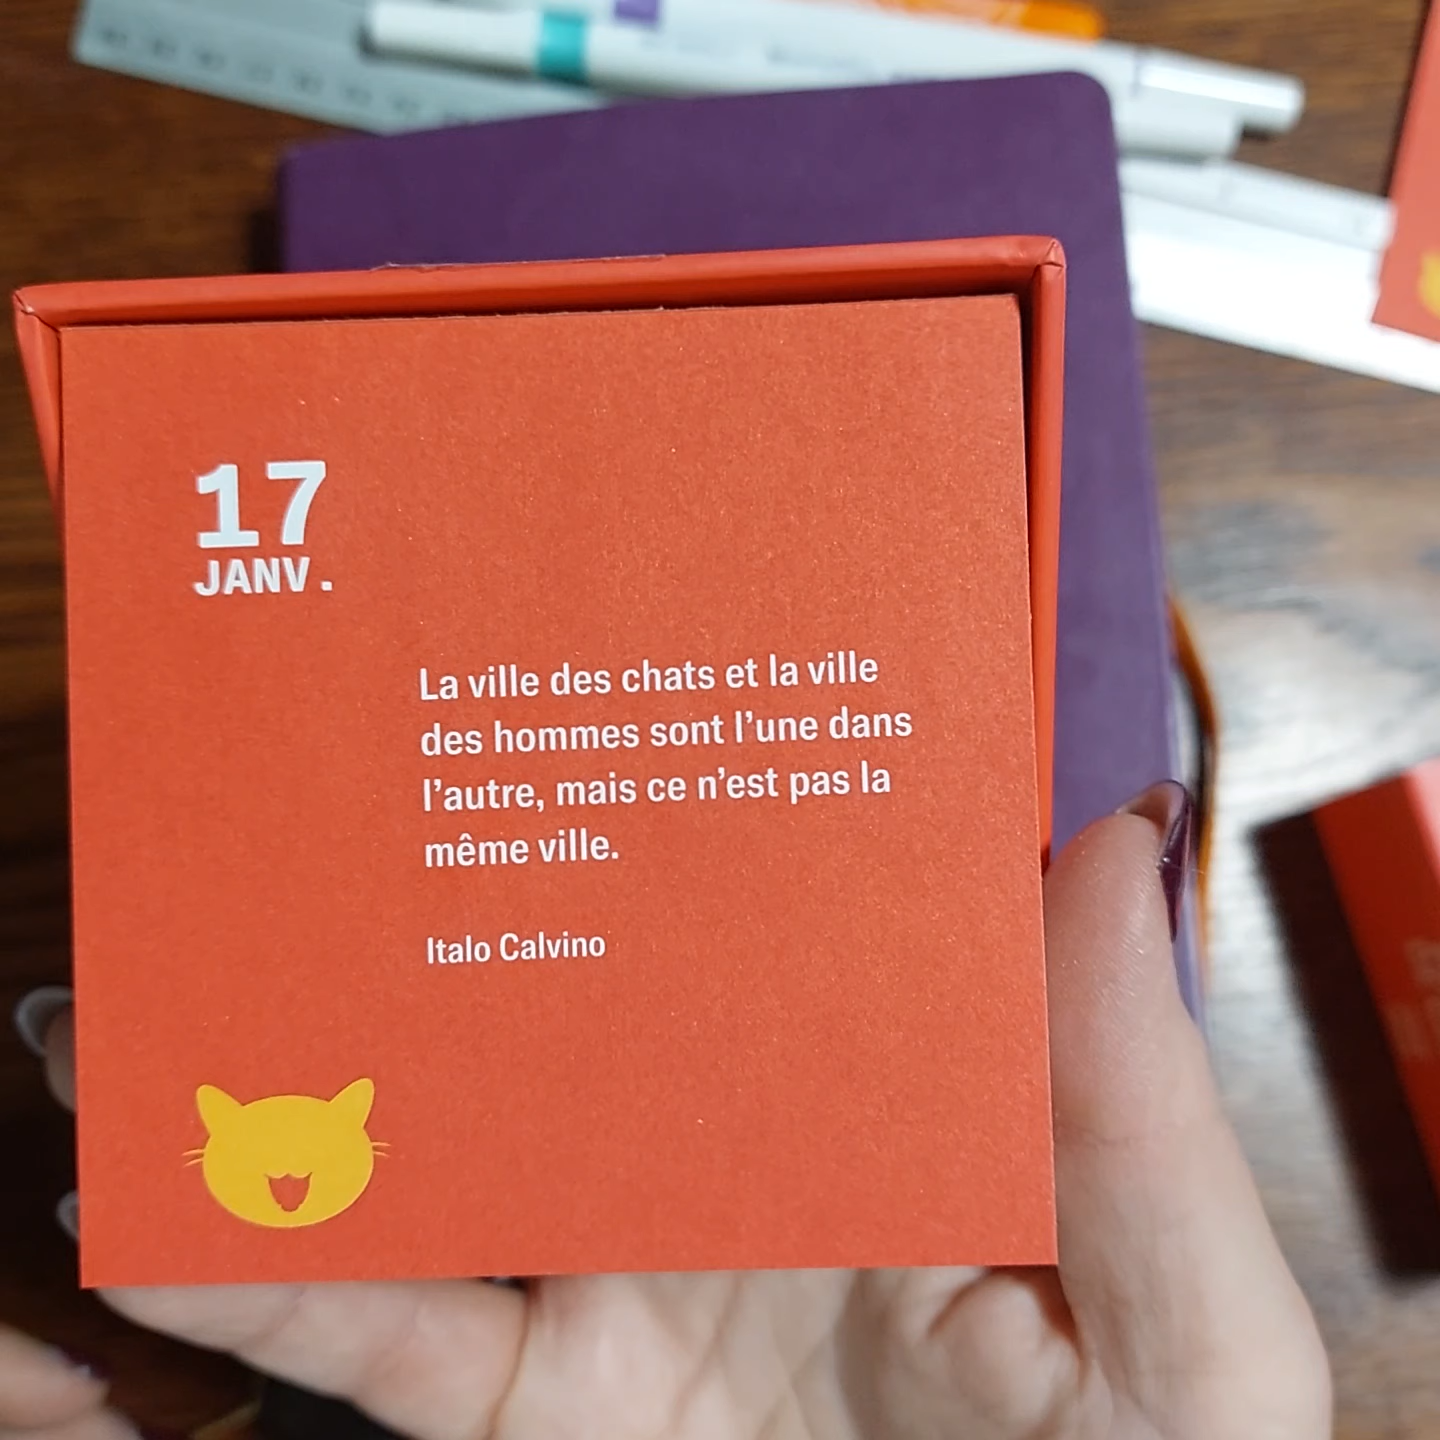 17
JANV.
La ville des chats et la ville
des hommes sont l’une dans
l’autre, mais ce n’est pas la
même ville.
Italo Calvino